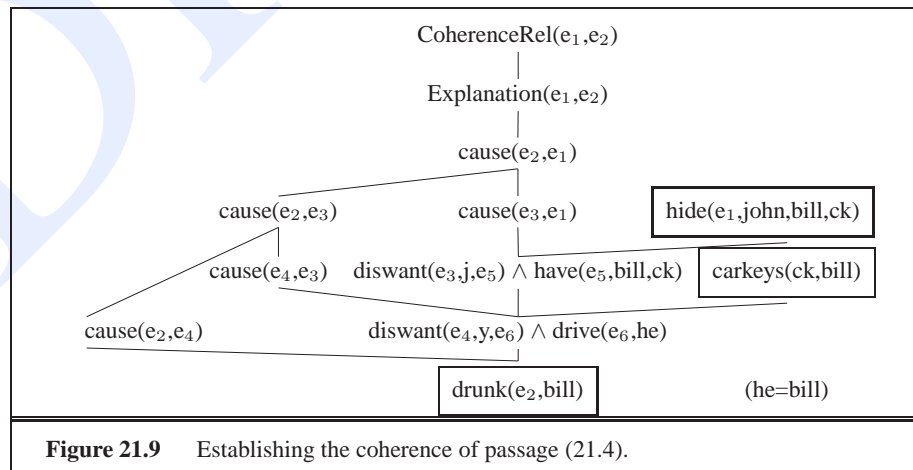 CoherenceRel(e₁,e₂)
Explanation(e₁,e₂)
cause(e₂,e₁)
cause(e₂,e₃) cause(e₃,e₁) hide(e₁,john,bill,ck)
cause(e₄,e₃) diswant(e₃,j,e₅) ∧ have(e₅,bill,ck) carkeys(ck,bill)
cause(e₂,e₄) diswant(e₄,y,e₆) ∧ drive(e₆,he)
drunk(e₂,bill) (he=bill)
Figure 21.9 Establishing the coherence of passage (21.4).